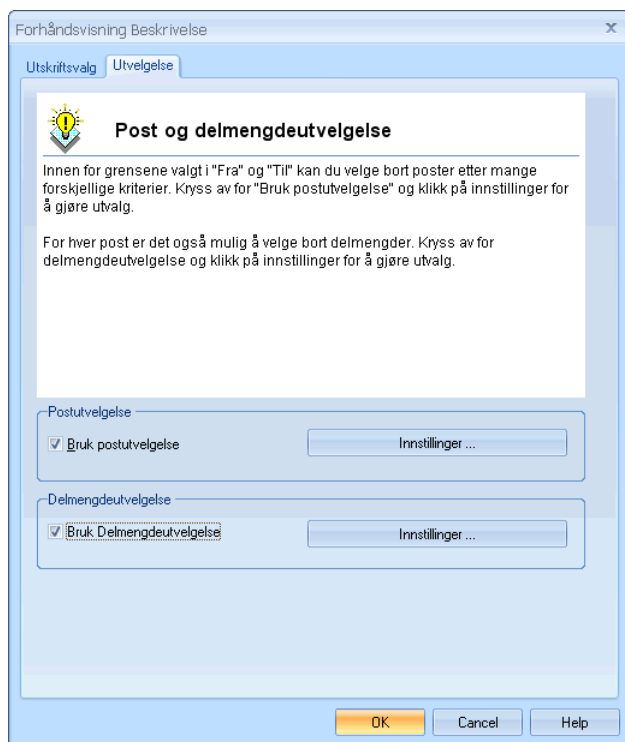 Forhåndsvisning Beskrivelse
Utskriftsvalg
Utvelgelse
Post og delmengdeutvelgelse
Innen for grensene valgt i "Fra" og "Til" kan du velge bort poster etter mange
forskjellige kriterier. Kryss av for "Bruk postutvelgelse" og klikk på innstillinger for
å gjøre utvalg.
For hver post er det også mulig å velge bort delmengder. Kryss av for
delmengdeutvelgelse og klikk på innstillinger for å gjøre utvalg.
Postutvelgelse
Bruk postutvelgelse
Innstillinger ...
Delmengdeutvelgelse
Bruk Delmengdeutvelgelse
Innstillinger ...
OK
Cancel
Help